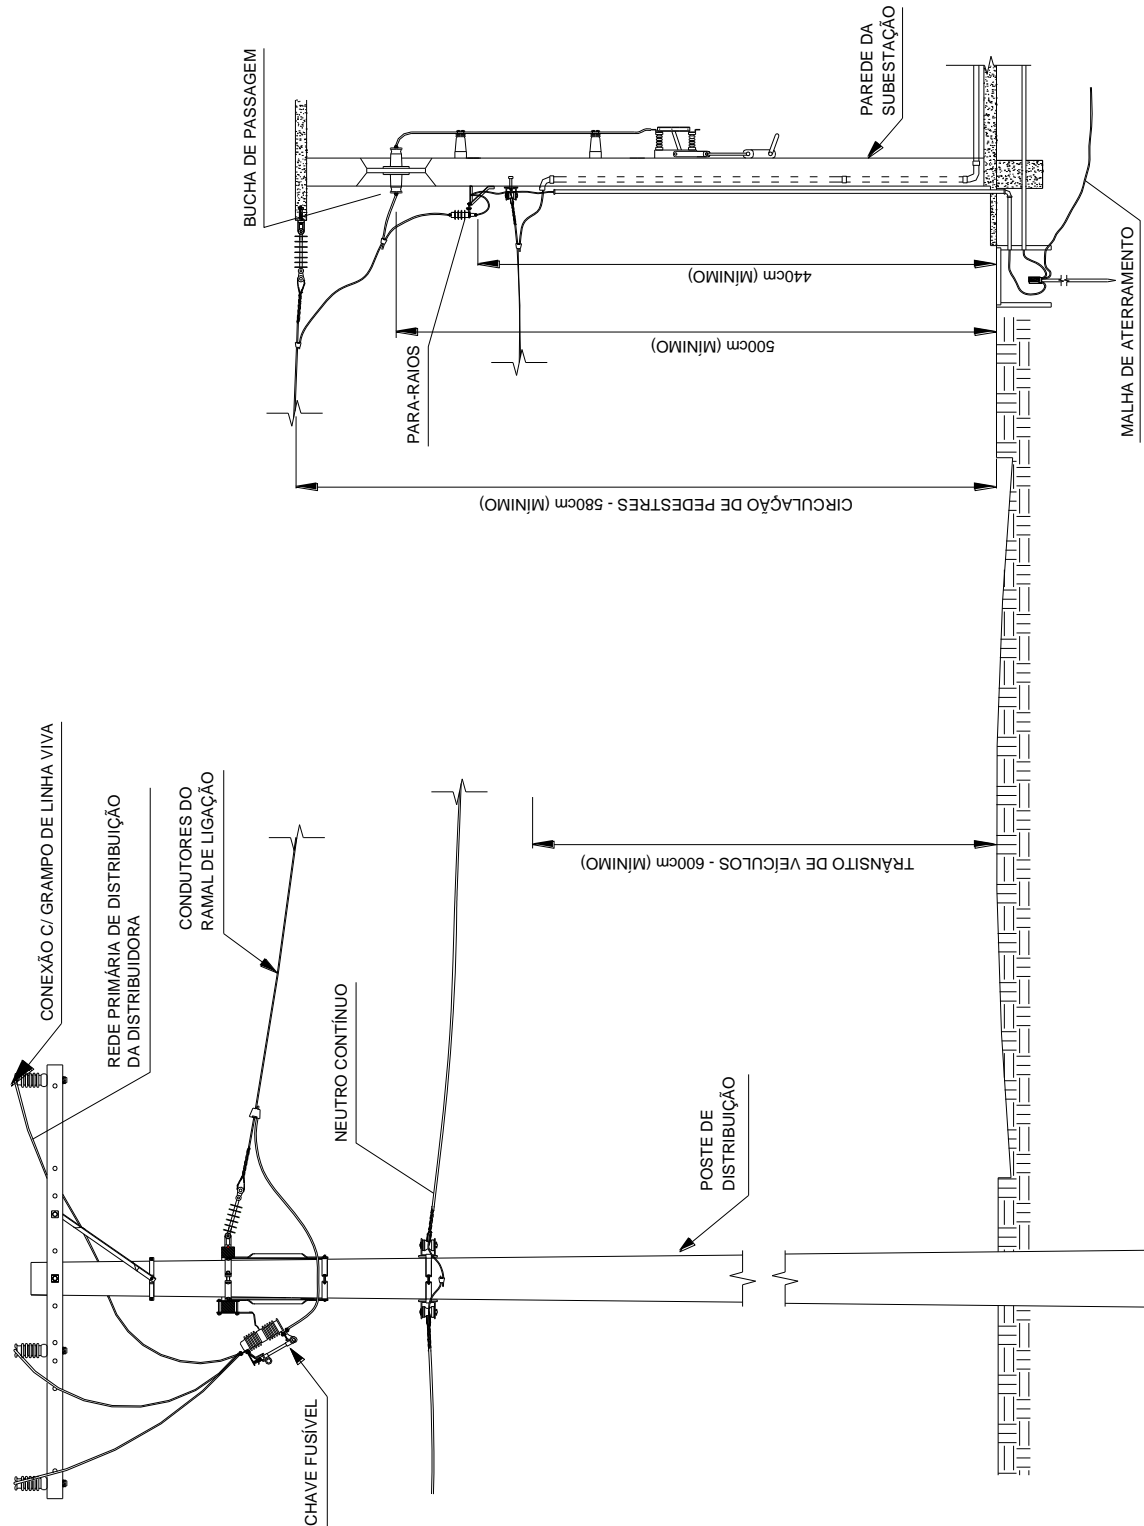 CONEXÃO C/ GRAMPO DE LINHA VIVA
REDE PRIMÁRIA DE DISTRIBUIÇÃO
DA DISTRIBUIDORA
CONDUTORES DO
RAMAL DE LIGAÇÃO
NEUTRO CONTÍNUO
POSTE DE
DISTRIBUIÇÃO
CHAVE FUSÍVEL
BUCHA DE PASSAGEM
PARA-RAIOS
PAREDE DA
SUBESTAÇÃO
MALHA DE ATERRAMENTO
440cm (MÍNIMO)
500cm (MÍNIMO)
CIRCULAÇÃO DE PEDESTRES - 580cm (MÍNIMO)
TRÂNSITO DE VEÍCULOS - 600cm (MÍNIMO)